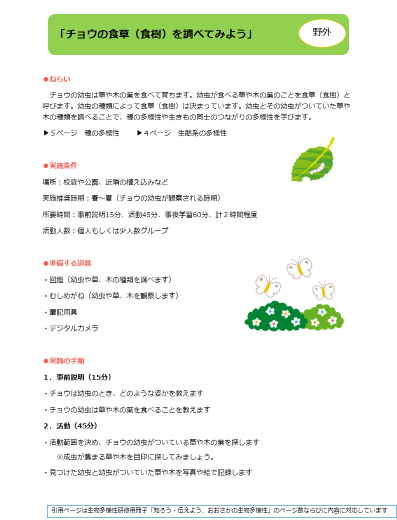 「チョウの食草（食樹）を調べてみよう」
野外
●ねらい
チョウの幼虫は草や木の葉を食べて育ちます。幼虫が食べる草や木の葉のことを食草（食樹）と
呼びます。幼虫の種類によって食草（食樹）は決まっています。幼虫とその幼虫がついていた草や
木の種類を調べることで、種の多様性や生きもの同士のつながりの多様性を学びます。
▶５ページ　種の多様性　▶４ページ　生態系の多様性
●実施条件
場所：校庭や公園、近隣の植え込みなど
実施推奨時期：春～夏（チョウの幼虫が観察される時期）
所要時間：事前説明15分、活動45分、事後学習60分、計２時間程度
活動人数：個人もしくは少人数グループ
●準備する道具
・図鑑（幼虫や草、木の種類を調べます）
・むしめがね（幼虫や草、木を観察します）
・筆記用具
・デジタルカメラ
●実践の手順
１．事前説明（15分）
・チョウは幼虫のとき、どのような姿かを教えます
・チョウの幼虫は草や木の葉を食べることを教えます
２．活動（45分）
・活動範囲を決め、チョウの幼虫がついている草や木の葉を探します
※成虫が集まる草や木を目印に探してみましょう。
・見つけた幼虫と幼虫がついていた草や木を写真や絵で記録します
引用ページは生物多様性研修用冊子「知ろう・伝えよう、おおさかの生物多様性」のページ数ならびに内容に対応しています